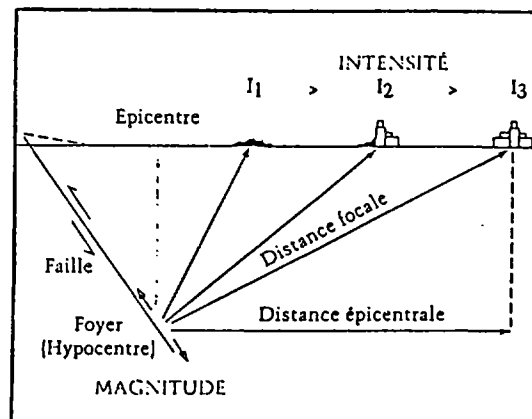 INTENSITÉ
I1 > I2 > I3
Epicentre
Distance focale
Faille
Foyer
(Hypocentre)
Distance épicentrale
MAGNITUDE